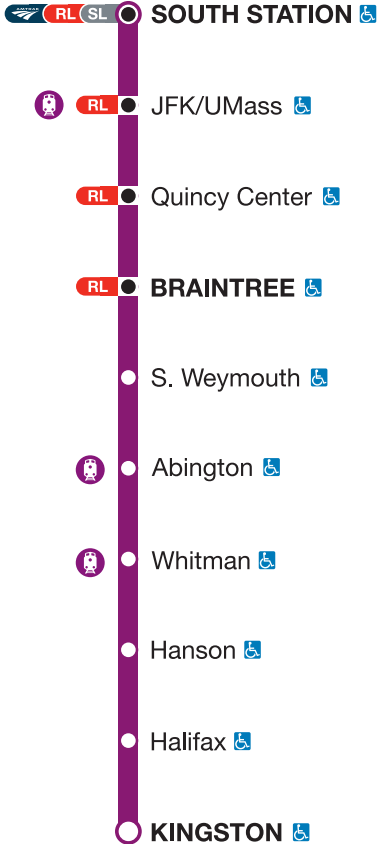 AMTRAK RL SL SOUTH STATION
RL JFK/UMass
RL Quincy Center
RL BRAINTREE
S. Weymouth
Abington
Whitman
Hanson
Halifax
KINGSTON